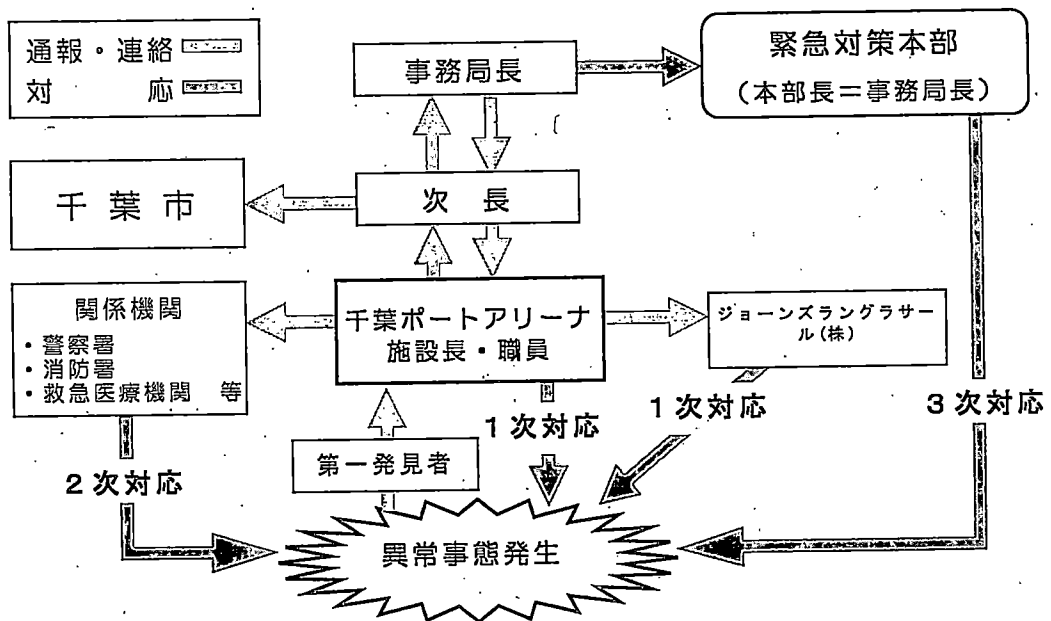 通報・連絡
対　　応
事務局長
緊急対策本部
(本部長＝事務局長)
千葉市
次長
関係機関
・警察署
・消防署
・救急医療機関　等
千葉ポートアリーナ
施設長・職員
ジョーンズラングラサー
ル(株)
1次対応
1次対応
3次対応
第一発見者
2次対応
異常事態発生